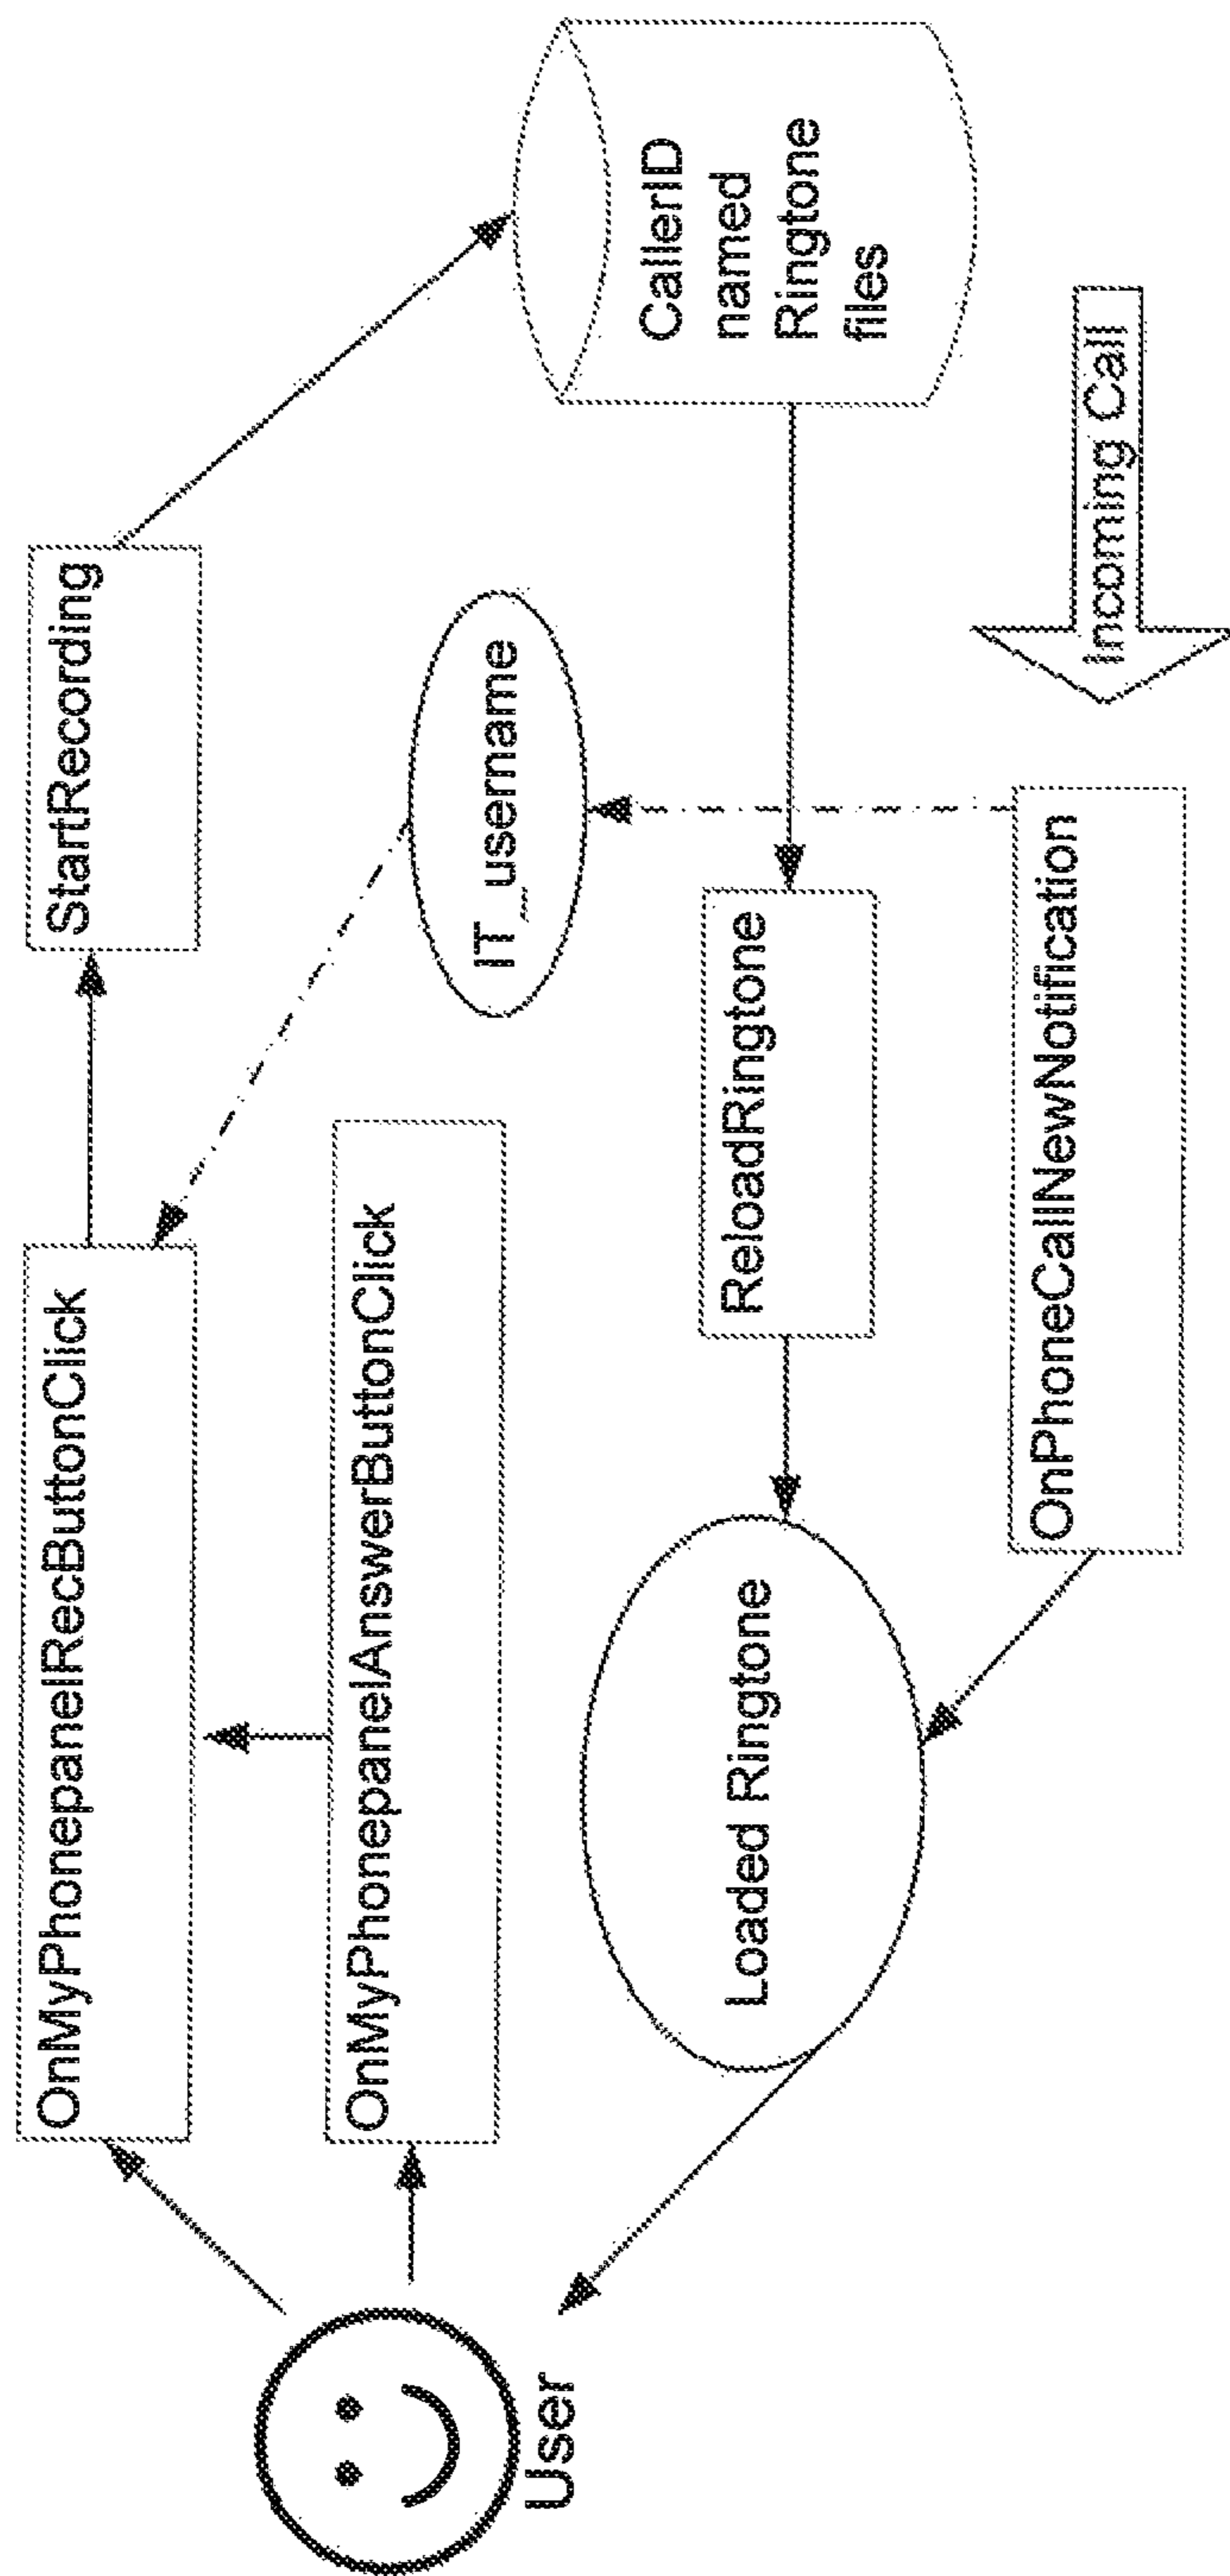 OnMyPhonepanelRecButtonClick
StartRecording
OnMyPhonepanelAnswerButtonClick
IT_username
CallerID
named
Ringtone
files
User
Loaded Ringtone
ReloadRingtone
OnPhoneCallNewNotification
Incoming Call